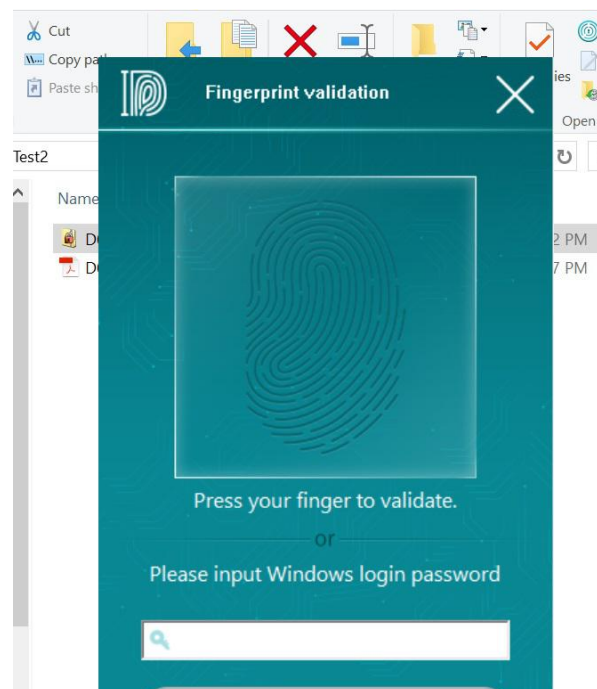 Cut
Copy
Paste sh
Fingerprint validation
ies
Open
Test2
Name
2 PM
7 PM
Press your finger to validate.
or
Please input Windows login password